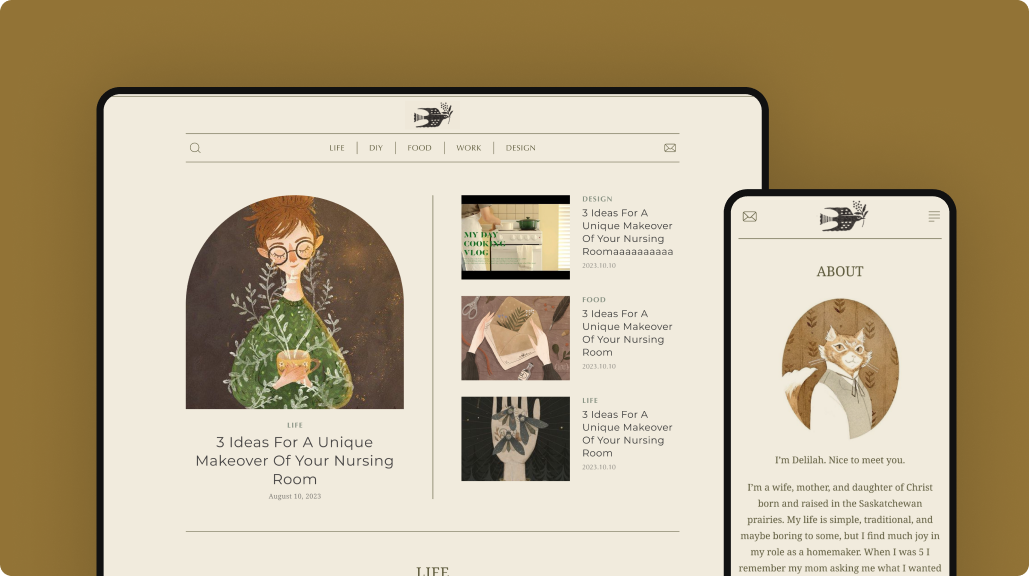 LIFE
DIY
FOOD
WORK
DESIGN
LIFE
3 Ideas For A Unique
Makeover Of Your Nursing
Room
August 10, 2023
MY DAY
COOKING
VLOG
DESIGN
3 Ideas For A
Unique Makeover
Of Your Nursing
Roomaaaaaaaaaa
2023.10.10
FOOD
3 Ideas For A
Unique Makeover
Of Your Nursing
Room
2023.10.10
LIFE
3 Ideas For A
Unique Makeover
Of Your Nursing
Room
2023.10.10
LIFE
ABOUT
I'm Delilah. Nice to meet you.
I'm a wife, mother, and daughter of Christ
born and raised in the Saskatchewan
prairies. My life is simple, traditional, and
maybe boring to some, but I find much joy in
my role as a homemaker. When I was 5 I
remember my mom asking me what I wanted